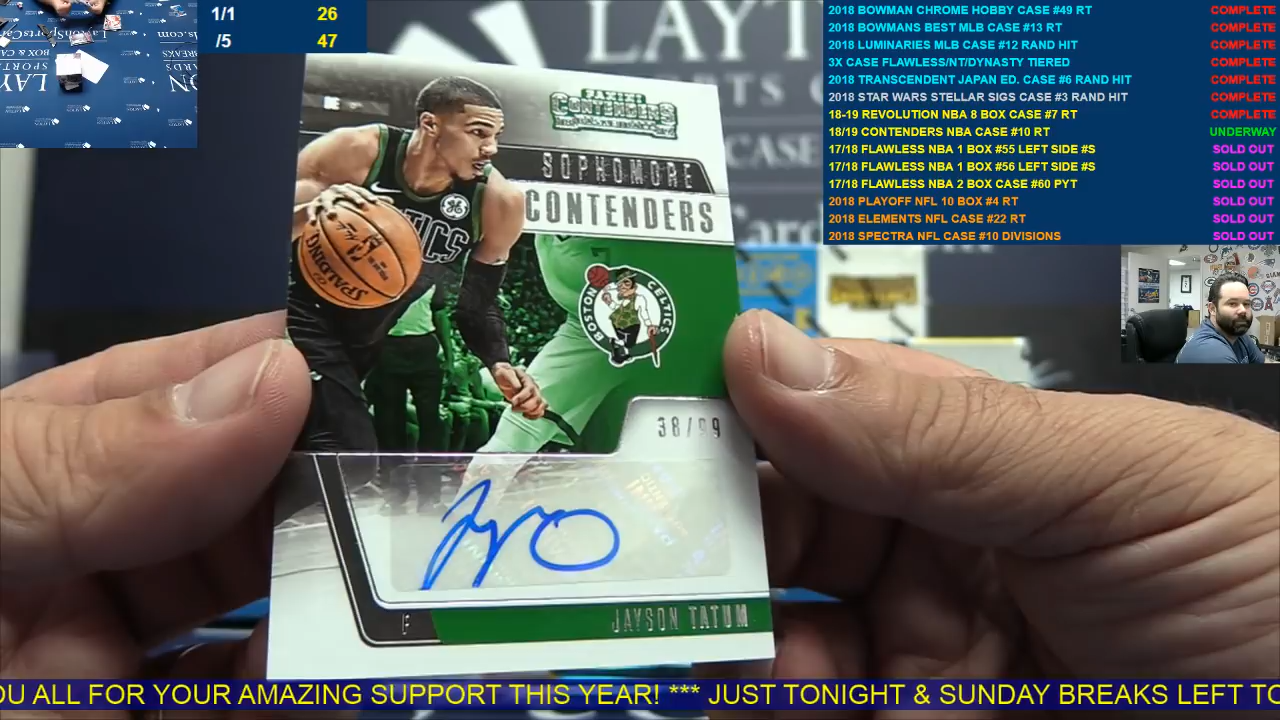 1/1 26
/5 47
2018 BOWMAN CHROME HOBBY CASE #49 RT COMPLETE
2018 BOWMANS BEST MLB CASE #13 RT COMPLETE
2018 LUMINARIES MLB CASE #12 RAND HIT COMPLETE
3X CASE FLAWLESS/NT/DYNASTY TIERED COMPLETE
2018 TRANSCENDENT JAPAN ED. CASE #6 RAND HIT COMPLETE
2018 STAR WARS STELLAR SIGS CASE #3 RAND HIT COMPLETE
18-19 REVOLUTION NBA 8 BOX CASE #7 RT COMPLETE
18/19 CONTENDERS NBA CASE #10 RT UNDERWAY
17/18 FLAWLESS NBA 1 BOX #55 LEFT SIDE #S SOLD OUT
17/18 FLAWLESS NBA 1 BOX #56 LEFT SIDE #S SOLD OUT
17/18 FLAWLESS NBA 2 BOX CASE #60 PYT SOLD OUT
2018 PLAYOFF NFL 10 BOX #4 RT SOLD OUT
2018 ELEMENTS NFL CASE #22 RT SOLD OUT
2018 SPECTRA NFL CASE #10 DIVISIONS SOLD OUT
LAYT
PANINI
CONTENDERS
SOPHOMORE
CONTENDERS
CASE
SPALDING
BOSTON CELTICS
38/99
F
JAYSON TATUM
OU ALL FOR YOUR AMAZING SUPPORT THIS YEAR! *** JUST TONIGHT & SUNDAY BREAKS LEFT TO